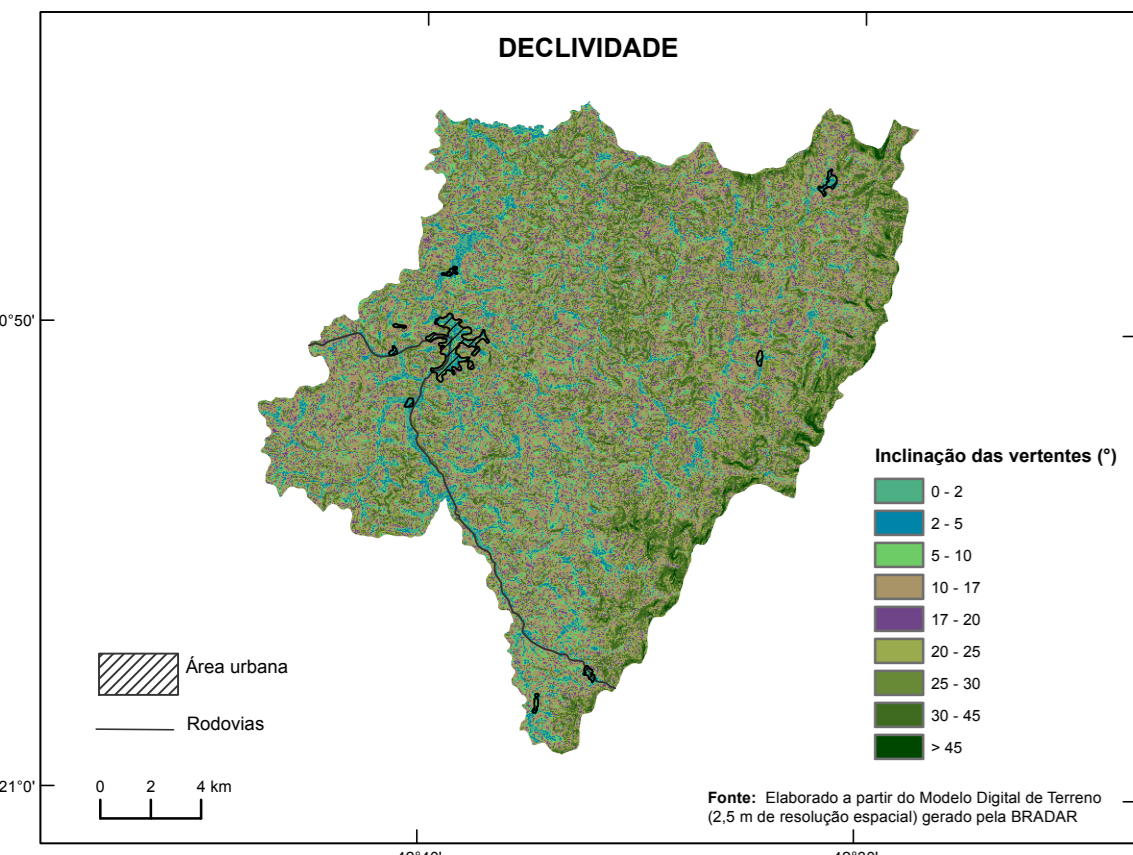 DECLIVIDADE
0°50'
Inclinação das vertentes (°)
0 - 2
2 - 5
5 - 10
10 - 17
17 - 20
20 - 25
25 - 30
30 - 45
> 45
Área urbana
Rodovias
0 2 4 km
21°0'
Fonte: Elaborado a partir do Modelo Digital de Terreno
(2,5 m de resolução espacial) gerado pela BRADAR